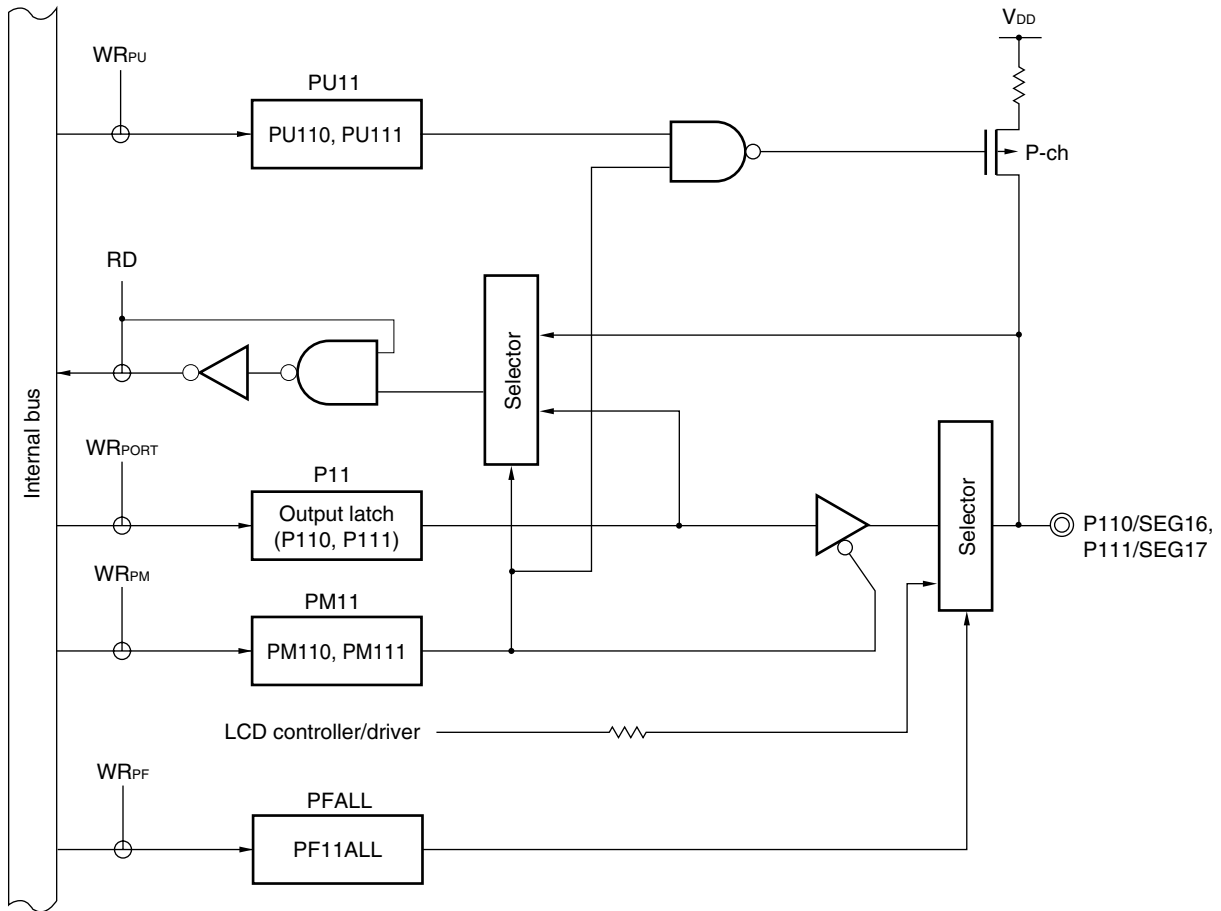 VDD
WRPU
PU11
PU110, PU111
P-ch
RD
Selector
Internal bus
WRPORT
P11
Output latch
(P110, P111)
Selector
P110/SEG16,
P111/SEG17
WRPM
PM11
PM110, PM111
LCD controller/driver
WRPF
PFALL
PF11ALL